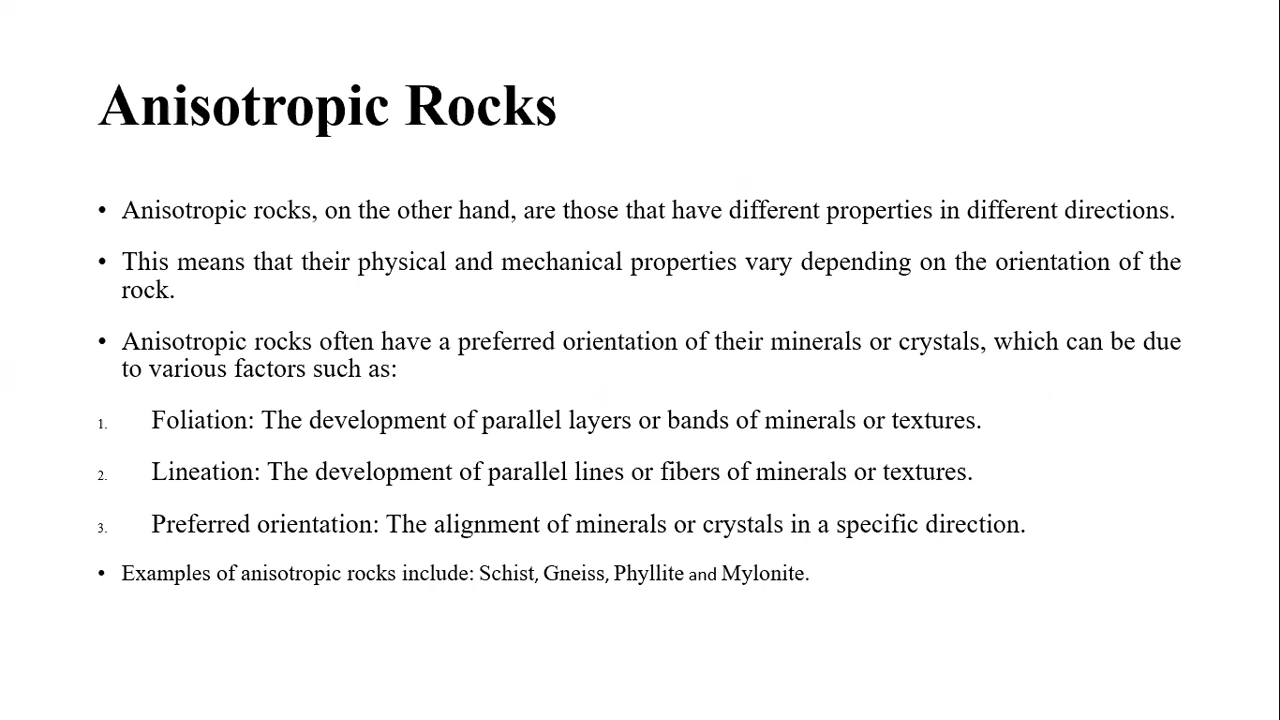 Anisotropic Rocks
• Anisotropic rocks, on the other hand, are those that have different properties in different directions.
• This means that their physical and mechanical properties vary depending on the orientation of the
rock.
• Anisotropic rocks often have a preferred orientation of their minerals or crystals, which can be due
to various factors such as:
1. Foliation: The development of parallel layers or bands of minerals or textures.
2. Lineation: The development of parallel lines or fibers of minerals or textures.
3. Preferred orientation: The alignment of minerals or crystals in a specific direction.
• Examples of anisotropic rocks include: Schist, Gneiss, Phyllite and Mylonite.